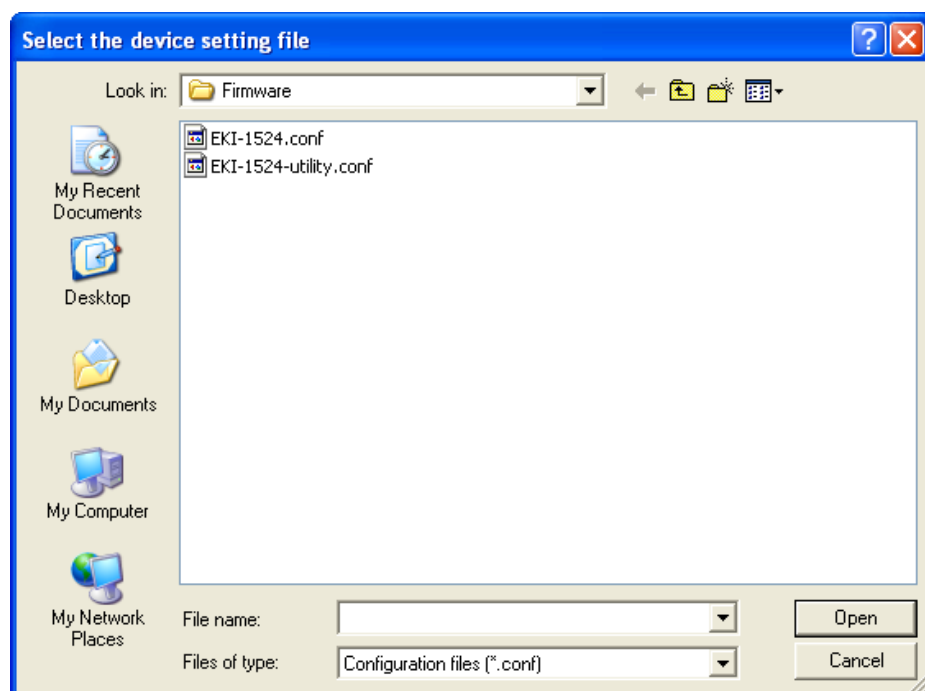 Select the device setting file
Look in: Firmware
EKI-1524.conf
EKI-1524-utility.conf
My Recent
Documents
Desktop
My Documents
My Computer
My Network
Places
File name:
Open
Files of type: Configuration files (*.conf)
Cancel